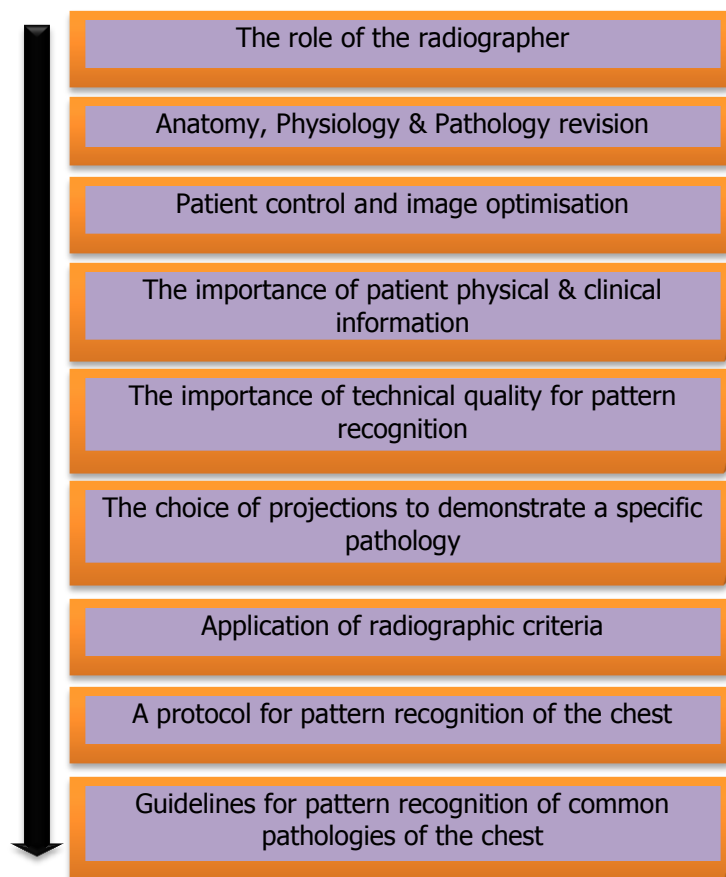 The role of the radiographer
Anatomy, Physiology & Pathology revision
Patient control and image optimisation
The importance of patient physical & clinical
information
The importance of technical quality for pattern
recognition
The choice of projections to demonstrate a specific
pathology
Application of radiographic criteria
A protocol for pattern recognition of the chest
Guidelines for pattern recognition of common
pathologies of the chest